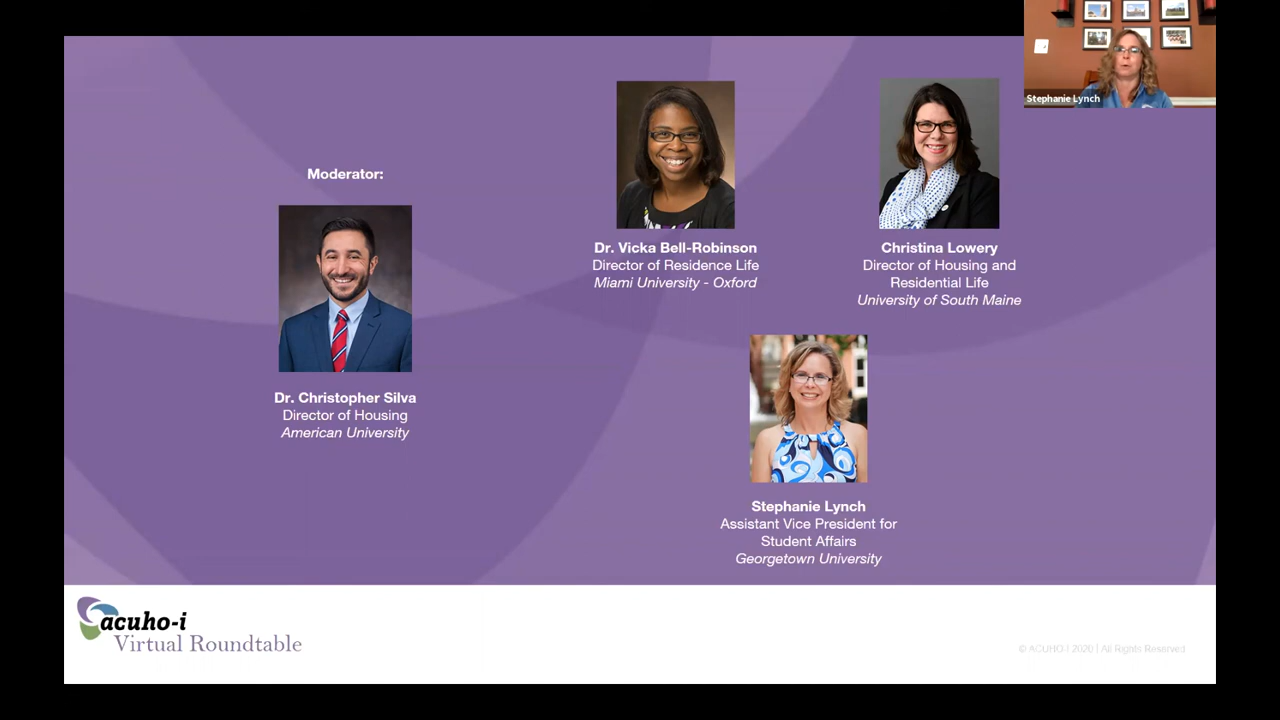 Stephanie Lynch
Moderator:
Dr. Christopher Silva
Director of Housing
American University
Dr. Vicka Bell-Robinson
Director of Residence Life
Miami University - Oxford
Christina Lowery
Director of Housing and
Residential Life
University of South Maine
Stephanie Lynch
Assistant Vice President for
Student Affairs
Georgetown University
acuho-i
Virtual Roundtable
© ACUHO-I 2020 | All Rights Reserved